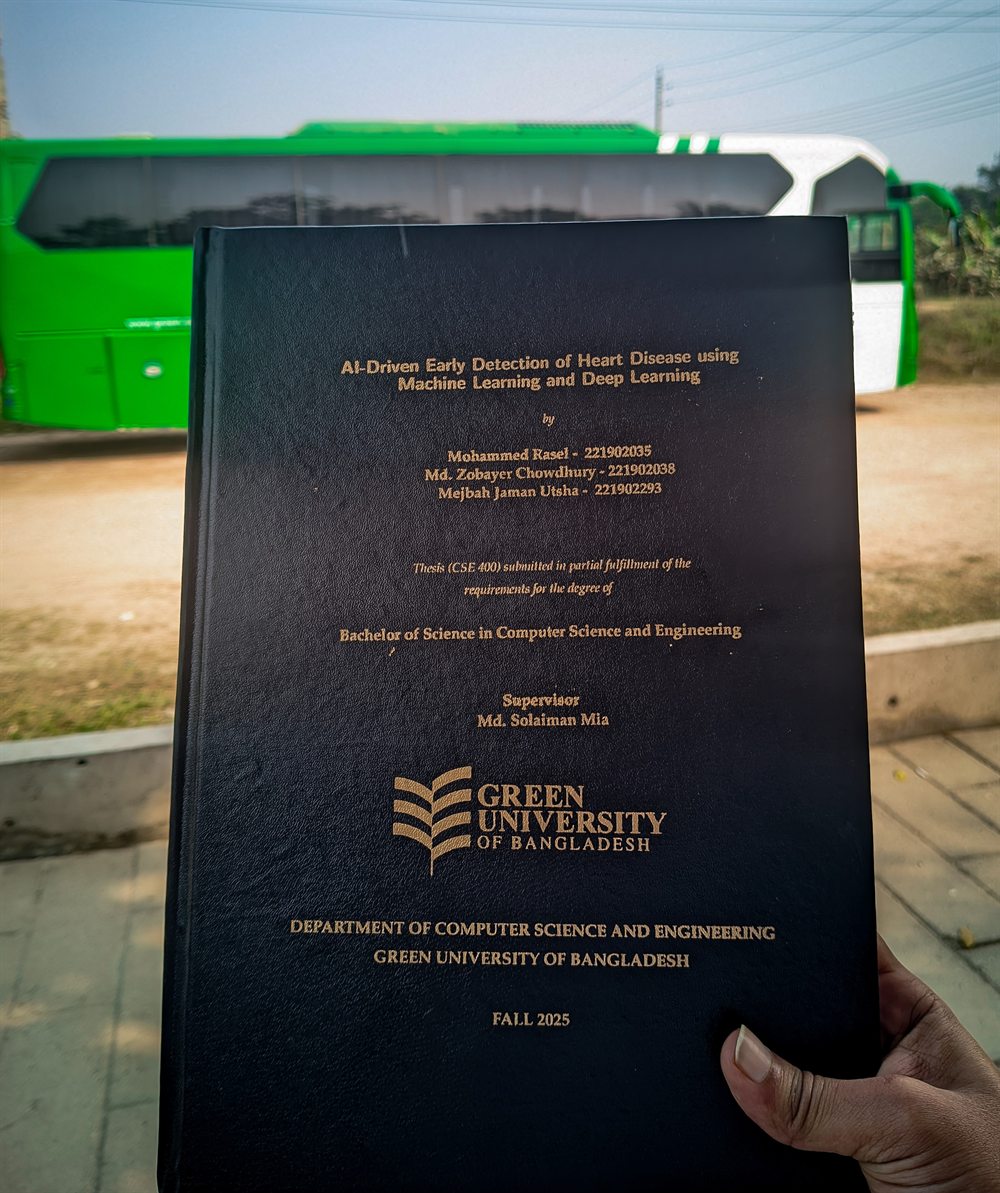 AI-Driven Early Detection of Heart Disease using
Machine Learning and Deep Learning
by
Mohammed Rasel - 221902035
Md. Zobayer Chowdhury - 221902038
Mejbah Jaman Utsha - 221902293
Thesis (CSE 400) submitted in partial fulfillment of the
requirements for the degree of
Bachelor of Science in Computer Science and Engineering
Supervisor
Md. Solaiman Mia
GREEN
UNIVERSITY
OF BANGLADESH
DEPARTMENT OF COMPUTER SCIENCE AND ENGINEERING
GREEN UNIVERSITY OF BANGLADESH
FALL 2025